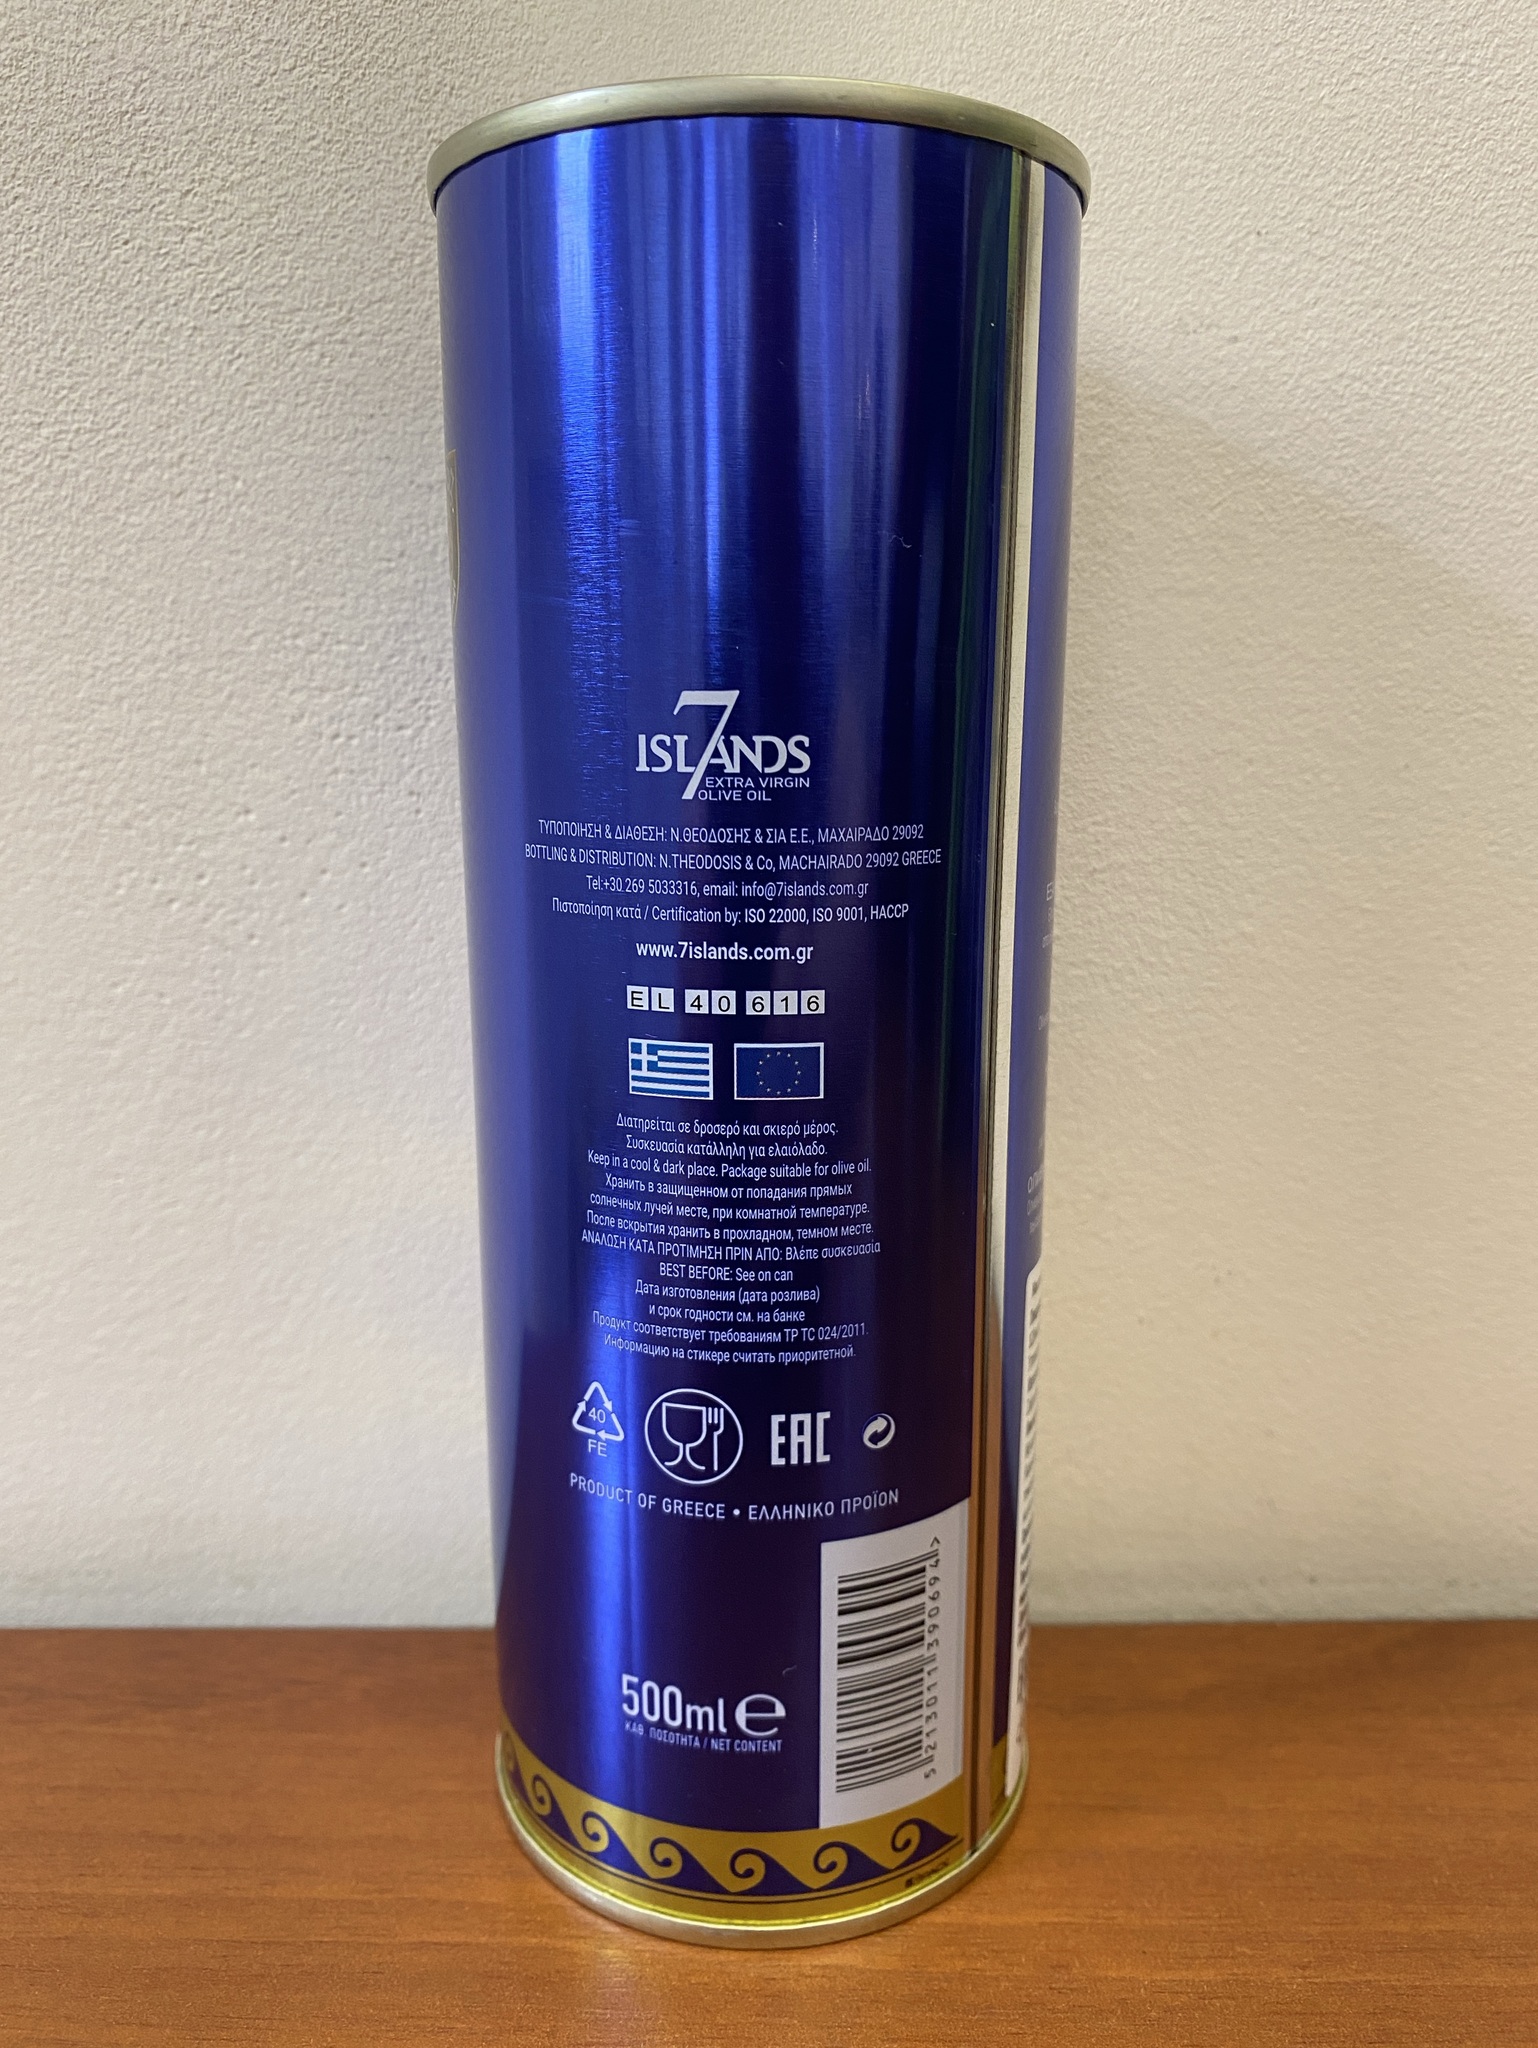 7
ISLANDS
EXTRA VIRGIN
OLIVE OIL
ΤΥΠΟΠΟΙΗΣΗ & ΔΙΑΘΕΣΗ: Ν.ΘΕΟΔΟΣΗΣ & ΣΙΑ Ε.Ε., ΜΑΧΑΙΡΑΔΟ 29092
BOTTLING & DISTRIBUTION: N.THEODOSIS & Co, MACHAIRADO 29092 GREECE
Tel:+30 269 5033316, email: info@7islands.com.gr
Πιστοποίηση κατά / Certification by: ISO 22000, ISO 9001, HACCP
www.7islands.com.gr
EL 40 616
Διατηρείται σε δροσερό και σκιερό μέρος.
Συσκευασία κατάλληλη για ελαιόλαδο.
Keep in a cool & dark place. Package suitable for olive oil.
Хранить в защищенном от попадания прямых
солнечных лучей месте, при комнатной температуре.
После вскрытия хранить в прохладном, темном месте.
ΑΝΑΛΩΣΗ ΚΑΤΑ ΠΡΟΤΙΜΗΣΗ ΠΡΙΝ ΑΠΟ: Βλέπε συσκευασία
BEST BEFORE: See on can
Дата изготовления (дата розлива)
и срок годности см. на банке
Продукт соответствует требованиям ТР ТС 024/2011.
Информацию на стикере считать приоритетной.
40
FE
EAC
PRODUCT OF GREECE • ΕΛΛΗΝΙΚΟ ΠΡΟΪΟΝ
5 213011 390694 >
500ml e
ΚΑΘ. ΠΟΣΟΤΗΤΑ / NET CONTENT